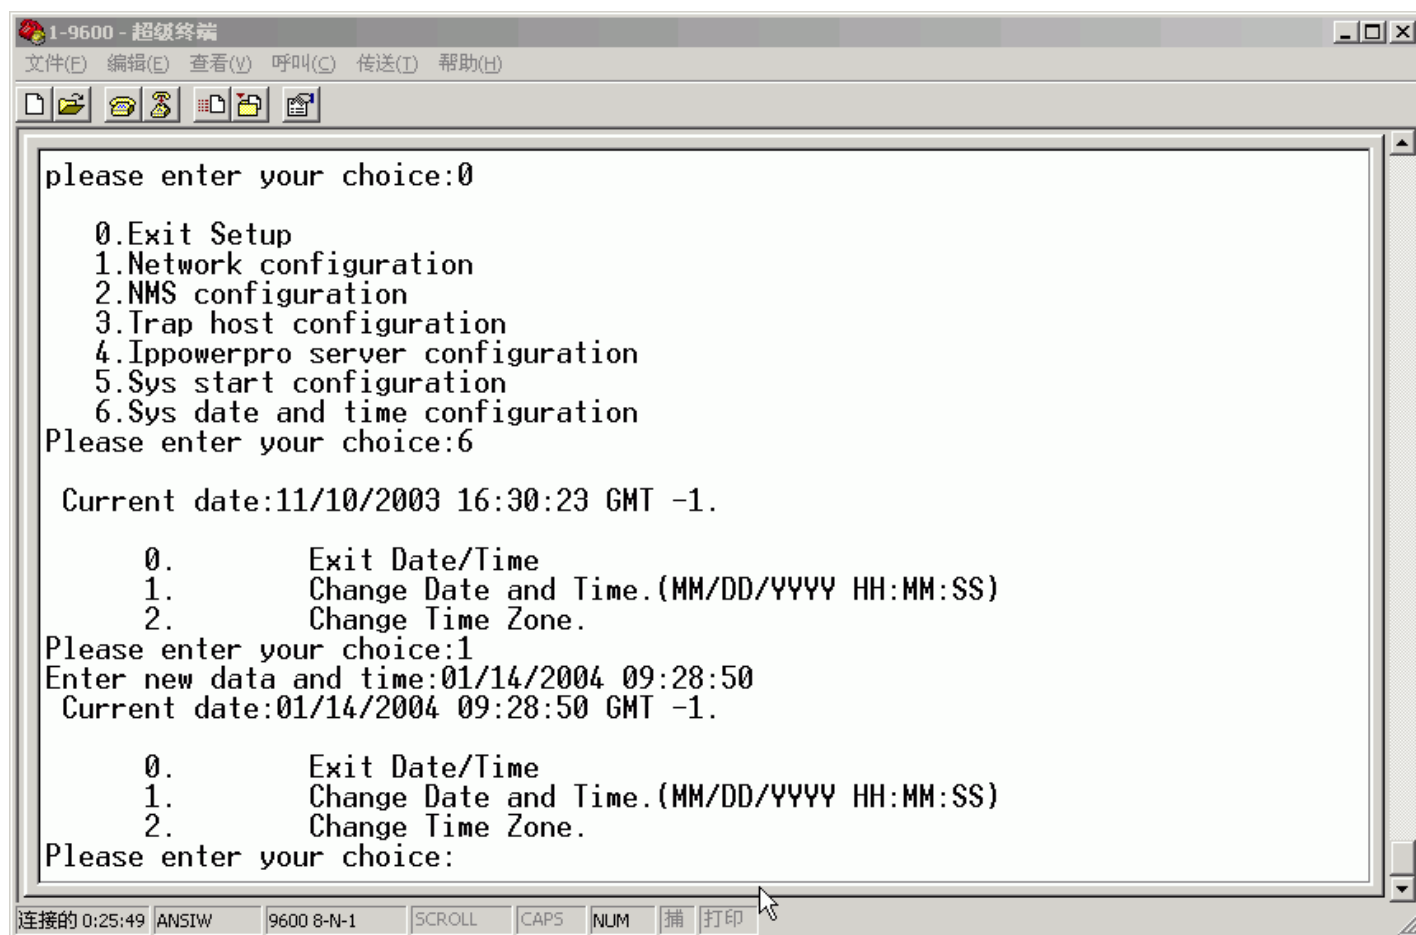 1-9600 - 超级终端
文件(F) 编辑(E) 查看(V) 呼叫(C) 传送(T) 帮助(H)
please enter your choice:0
0.Exit Setup
1.Network configuration
2.NMS configuration
3.Trap host configuration
4.Ippowerpro server configuration
5.Sys start configuration
6.Sys date and time configuration
Please enter your choice:6
Current date:11/10/2003 16:30:23 GMT -1.
0. Exit Date/Time
1. Change Date and Time.(MM/DD/YYYY HH:MM:SS)
2. Change Time Zone.
Please enter your choice:1
Enter new data and time:01/14/2004 09:28:50
Current date:01/14/2004 09:28:50 GMT -1.
0. Exit Date/Time
1. Change Date and Time.(MM/DD/YYYY HH:MM:SS)
2. Change Time Zone.
Please enter your choice:
连接的 0:25:49 ANSIW 9600 8-N-1 SCROLL CAPS NUM 捕 打印